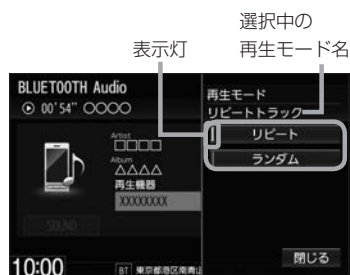 選択中の
表示灯 再生モード名
BLUETOOTH Audio
00'54" ○○○○
再生モード
リピートトラック
Artist
□□□□
リピート
Album
△△△△
ランダム
再生機器
XXXXXXXX
SOUND
10:00
BT 東京都港区南青山
閉じる